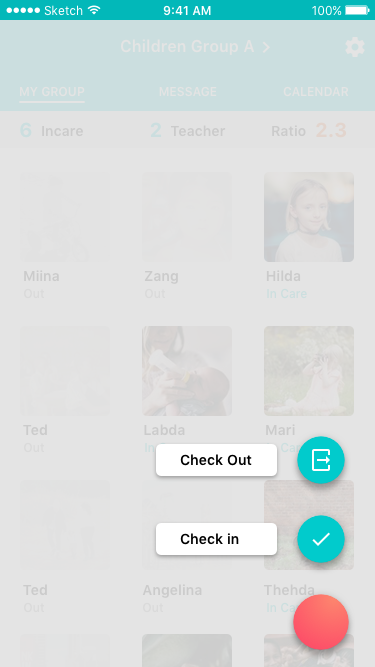 Sketch 9:41 AM 100%
Children Group A
MY GROUP MESSAGE CALENDAR
6 Incare 2 Teacher Ratio 2.3
Miina Zang Hilda
Out Out In Care
Ted Labda Mari
Out In Ca
Check Out
Check in
Ted Angelina Thehda
Out Out In Ca